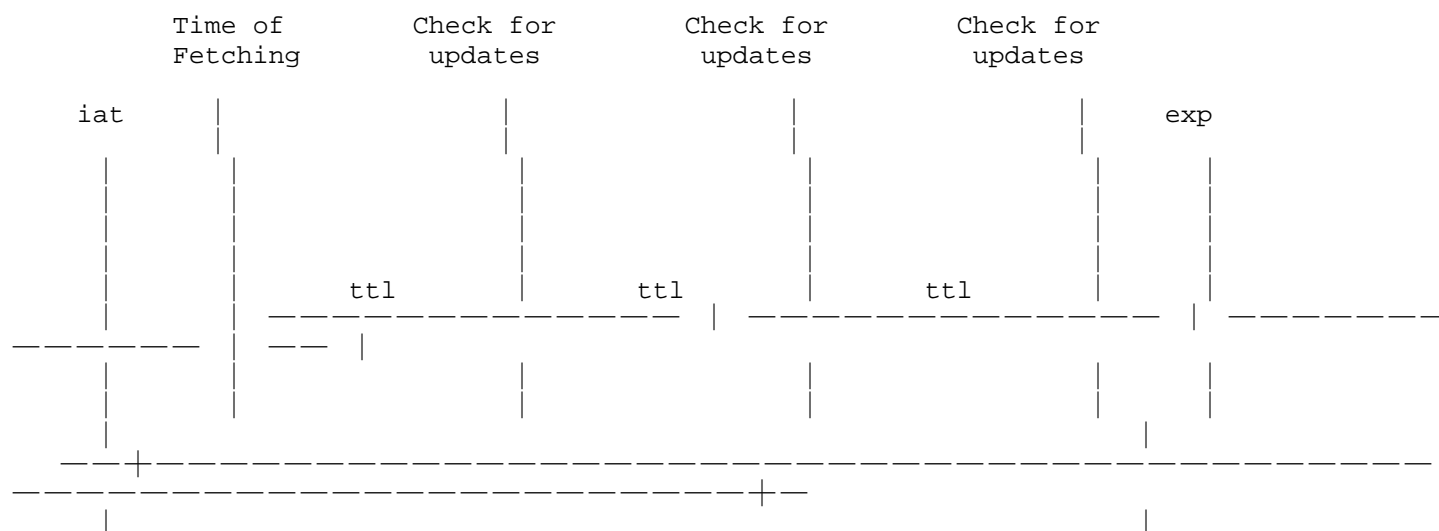 Time of Check for Check for Check for
Fetching updates updates updates
iat exp
ttl ttl ttl